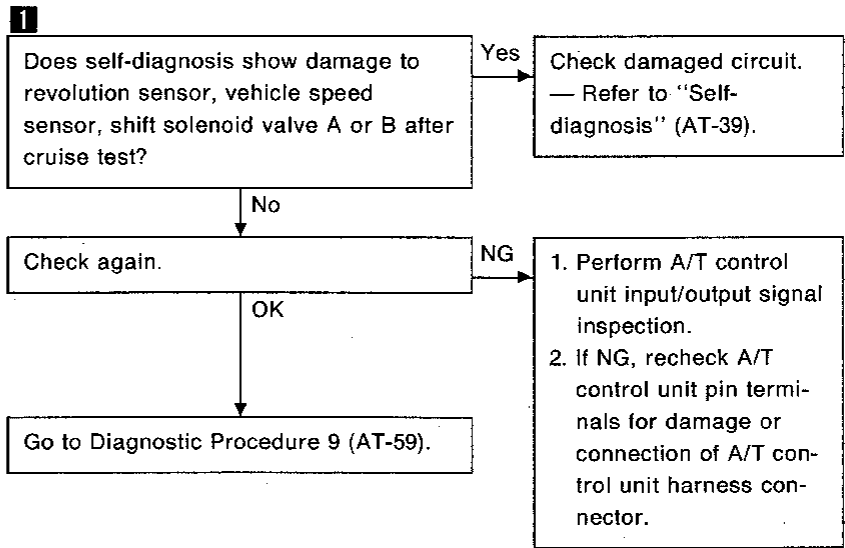 1
Does self-diagnosis show damage to
revolution sensor, vehicle speed
sensor, shift solenoid valve A or B after
cruise test?
Yes
Check damaged circuit.
— Refer to "Self-
diagnosis" (AT-39).
No
Check again.
NG
1. Perform A/T control
unit input/output signal
inspection.
2. If NG, recheck A/T
control unit pin termi-
nals for damage or
connection of A/T con-
trol unit harness con-
nector.
OK
Go to Diagnostic Procedure 9 (AT-59).